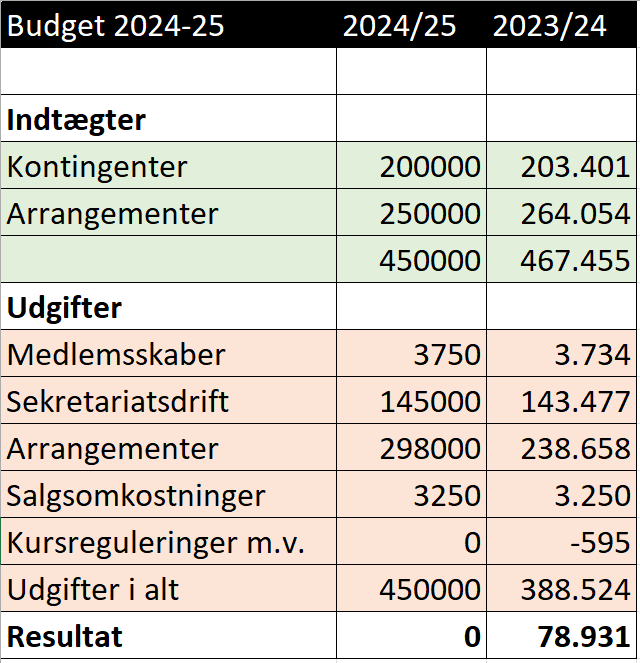 Budget 2024-25 2024/25 2023/24
Indtægter
Kontingenter 200000 203.401
Arrangementer 250000 264.054
450000 467.455
Udgifter
Medlemsskaber 3750 3.734
Sekretariatsdrift 145000 143.477
Arrangementer 298000 238.658
Salgsomkostninger 3250 3.250
Kursreguleringer m.v. 0 -595
Udgifter i alt 450000 388.524
Resultat 0 78.931